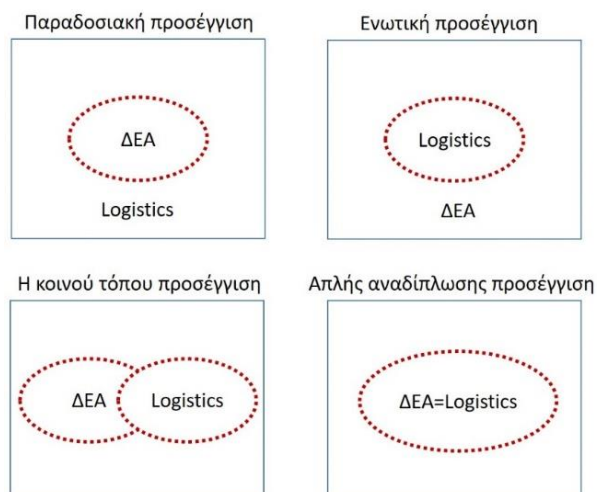 Παραδοσιακή προσέγγιση
ΔΕΑ
Logistics
Ενωτική προσέγγιση
Logistics
ΔΕΑ
Η κοινού τόπου προσέγγιση
ΔΕΑ
Logistics
Απλής αναδίπλωσης προσέγγιση
ΔΕΑ=Logistics